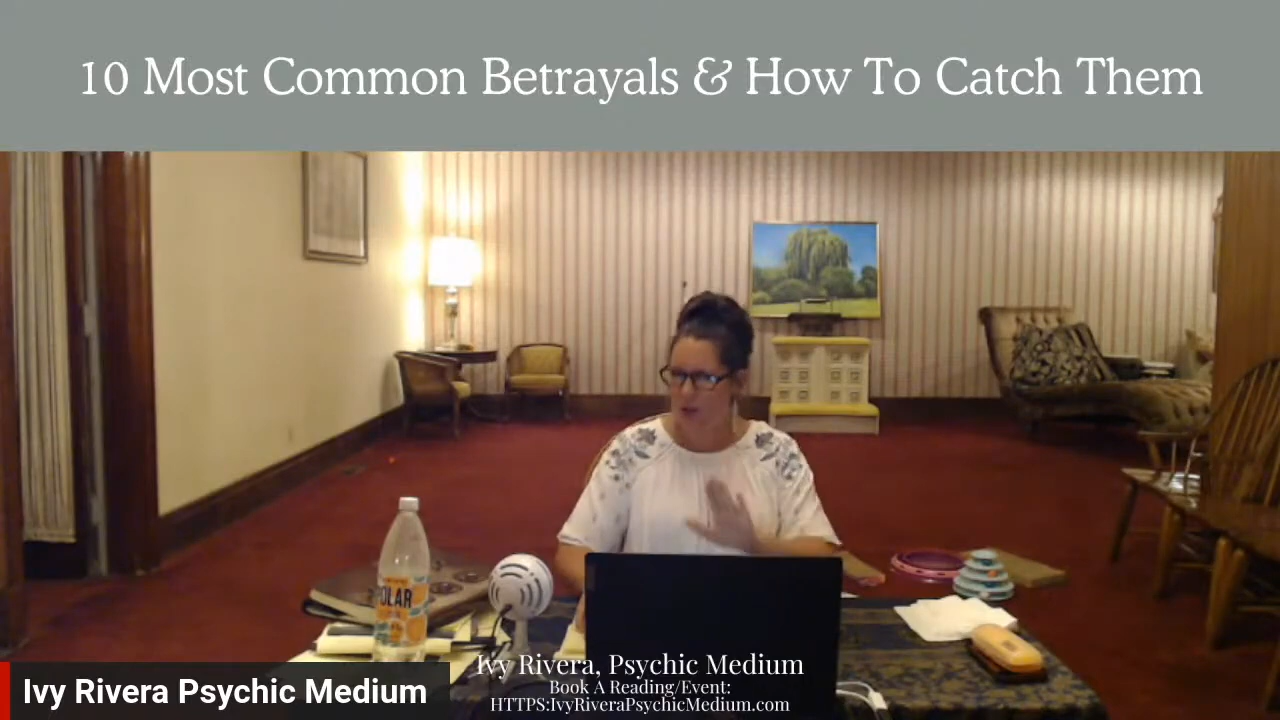 10 Most Common Betrayals & How To Catch Them
POLAR
Ivy Rivera, Psychic Medium
Book A Reading/Event:
HTTPS:IvyRiveraPsychicMedium.com
Ivy Rivera Psychic Medium